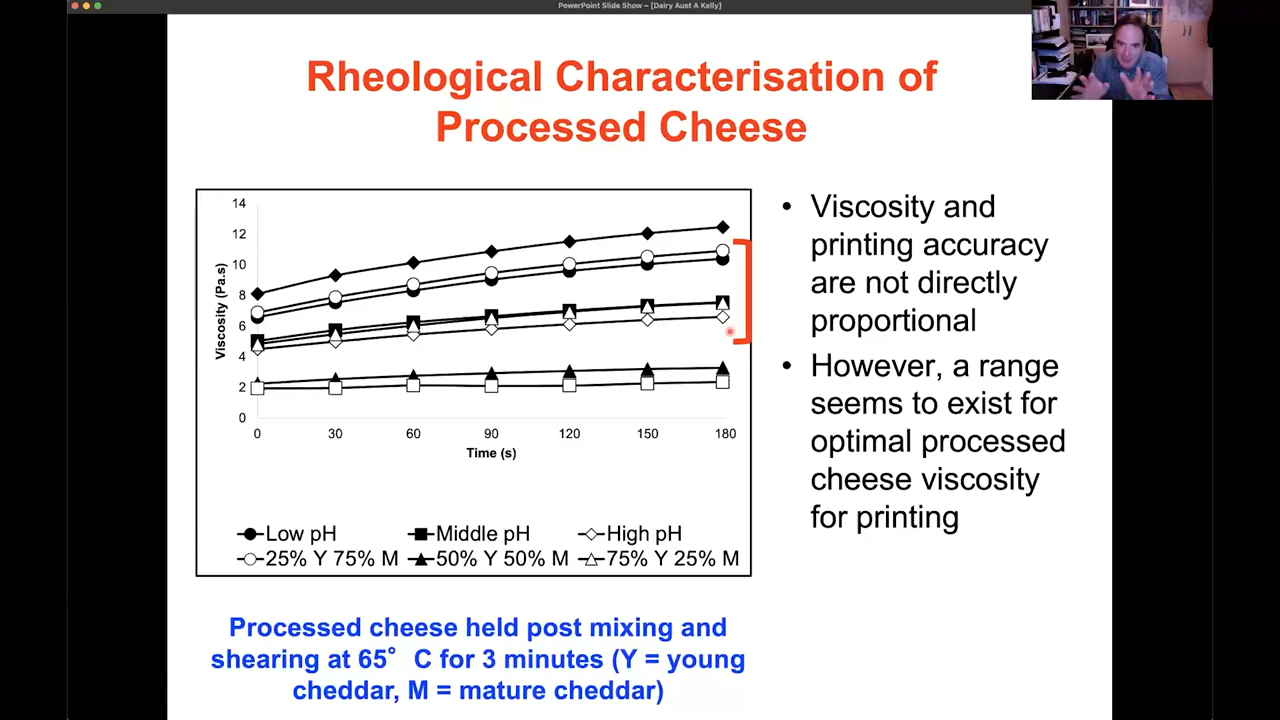 PowerPoint Slide Show – [Dairy Aust A Kelly]
Rheological Characterisation of
Processed Cheese
14
12
10
8
6
4
2
0
Viscosity (Pa.s)
0 30 60 90 120 150 180
Time (s)
Low pH Middle pH High pH
25% Y 75% M 50% Y 50% M 75% Y 25% M
• Viscosity and
printing accuracy
are not directly
proportional
• However, a range
seems to exist for
optimal processed
cheese viscosity
for printing
Processed cheese held post mixing and
shearing at 65° C for 3 minutes (Y = young
cheddar, M = mature cheddar)